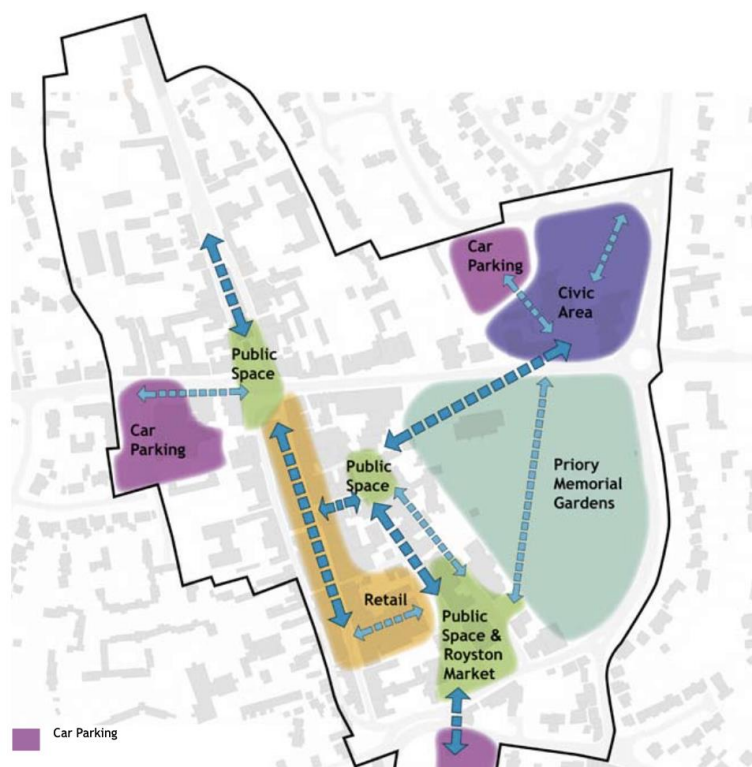 Car
Parking
Civic
Area
Public
Space
Car
Parking
Public
Space
Priory
Memorial
Gardens
Retail
Public
Space &
Royston
Market
Car Parking